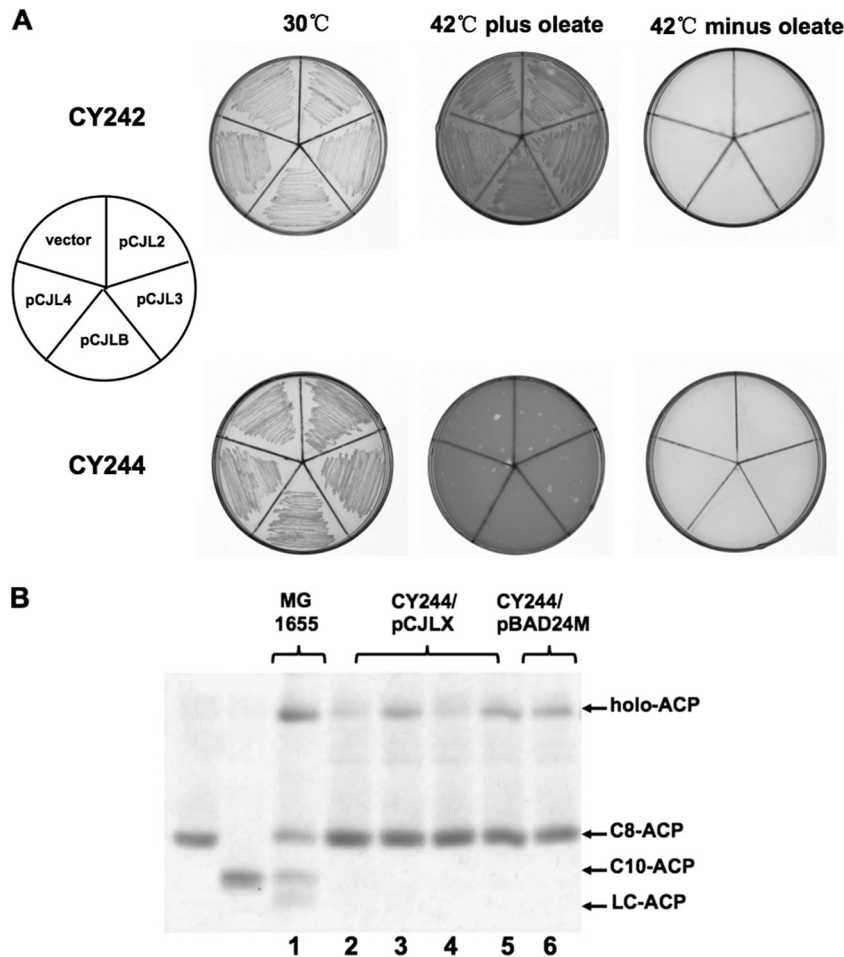 A
30℃
42℃ plus oleate
42℃ minus oleate
CY242
vector
pCJL2
pCJL4
pCJL3
pCJLB
CY244
B
MG
1655
CY244/
pCJLX
CY244/
pBAD24M
holo-ACP
C8-ACP
C10-ACP
LC-ACP
1 2 3 4 5 6